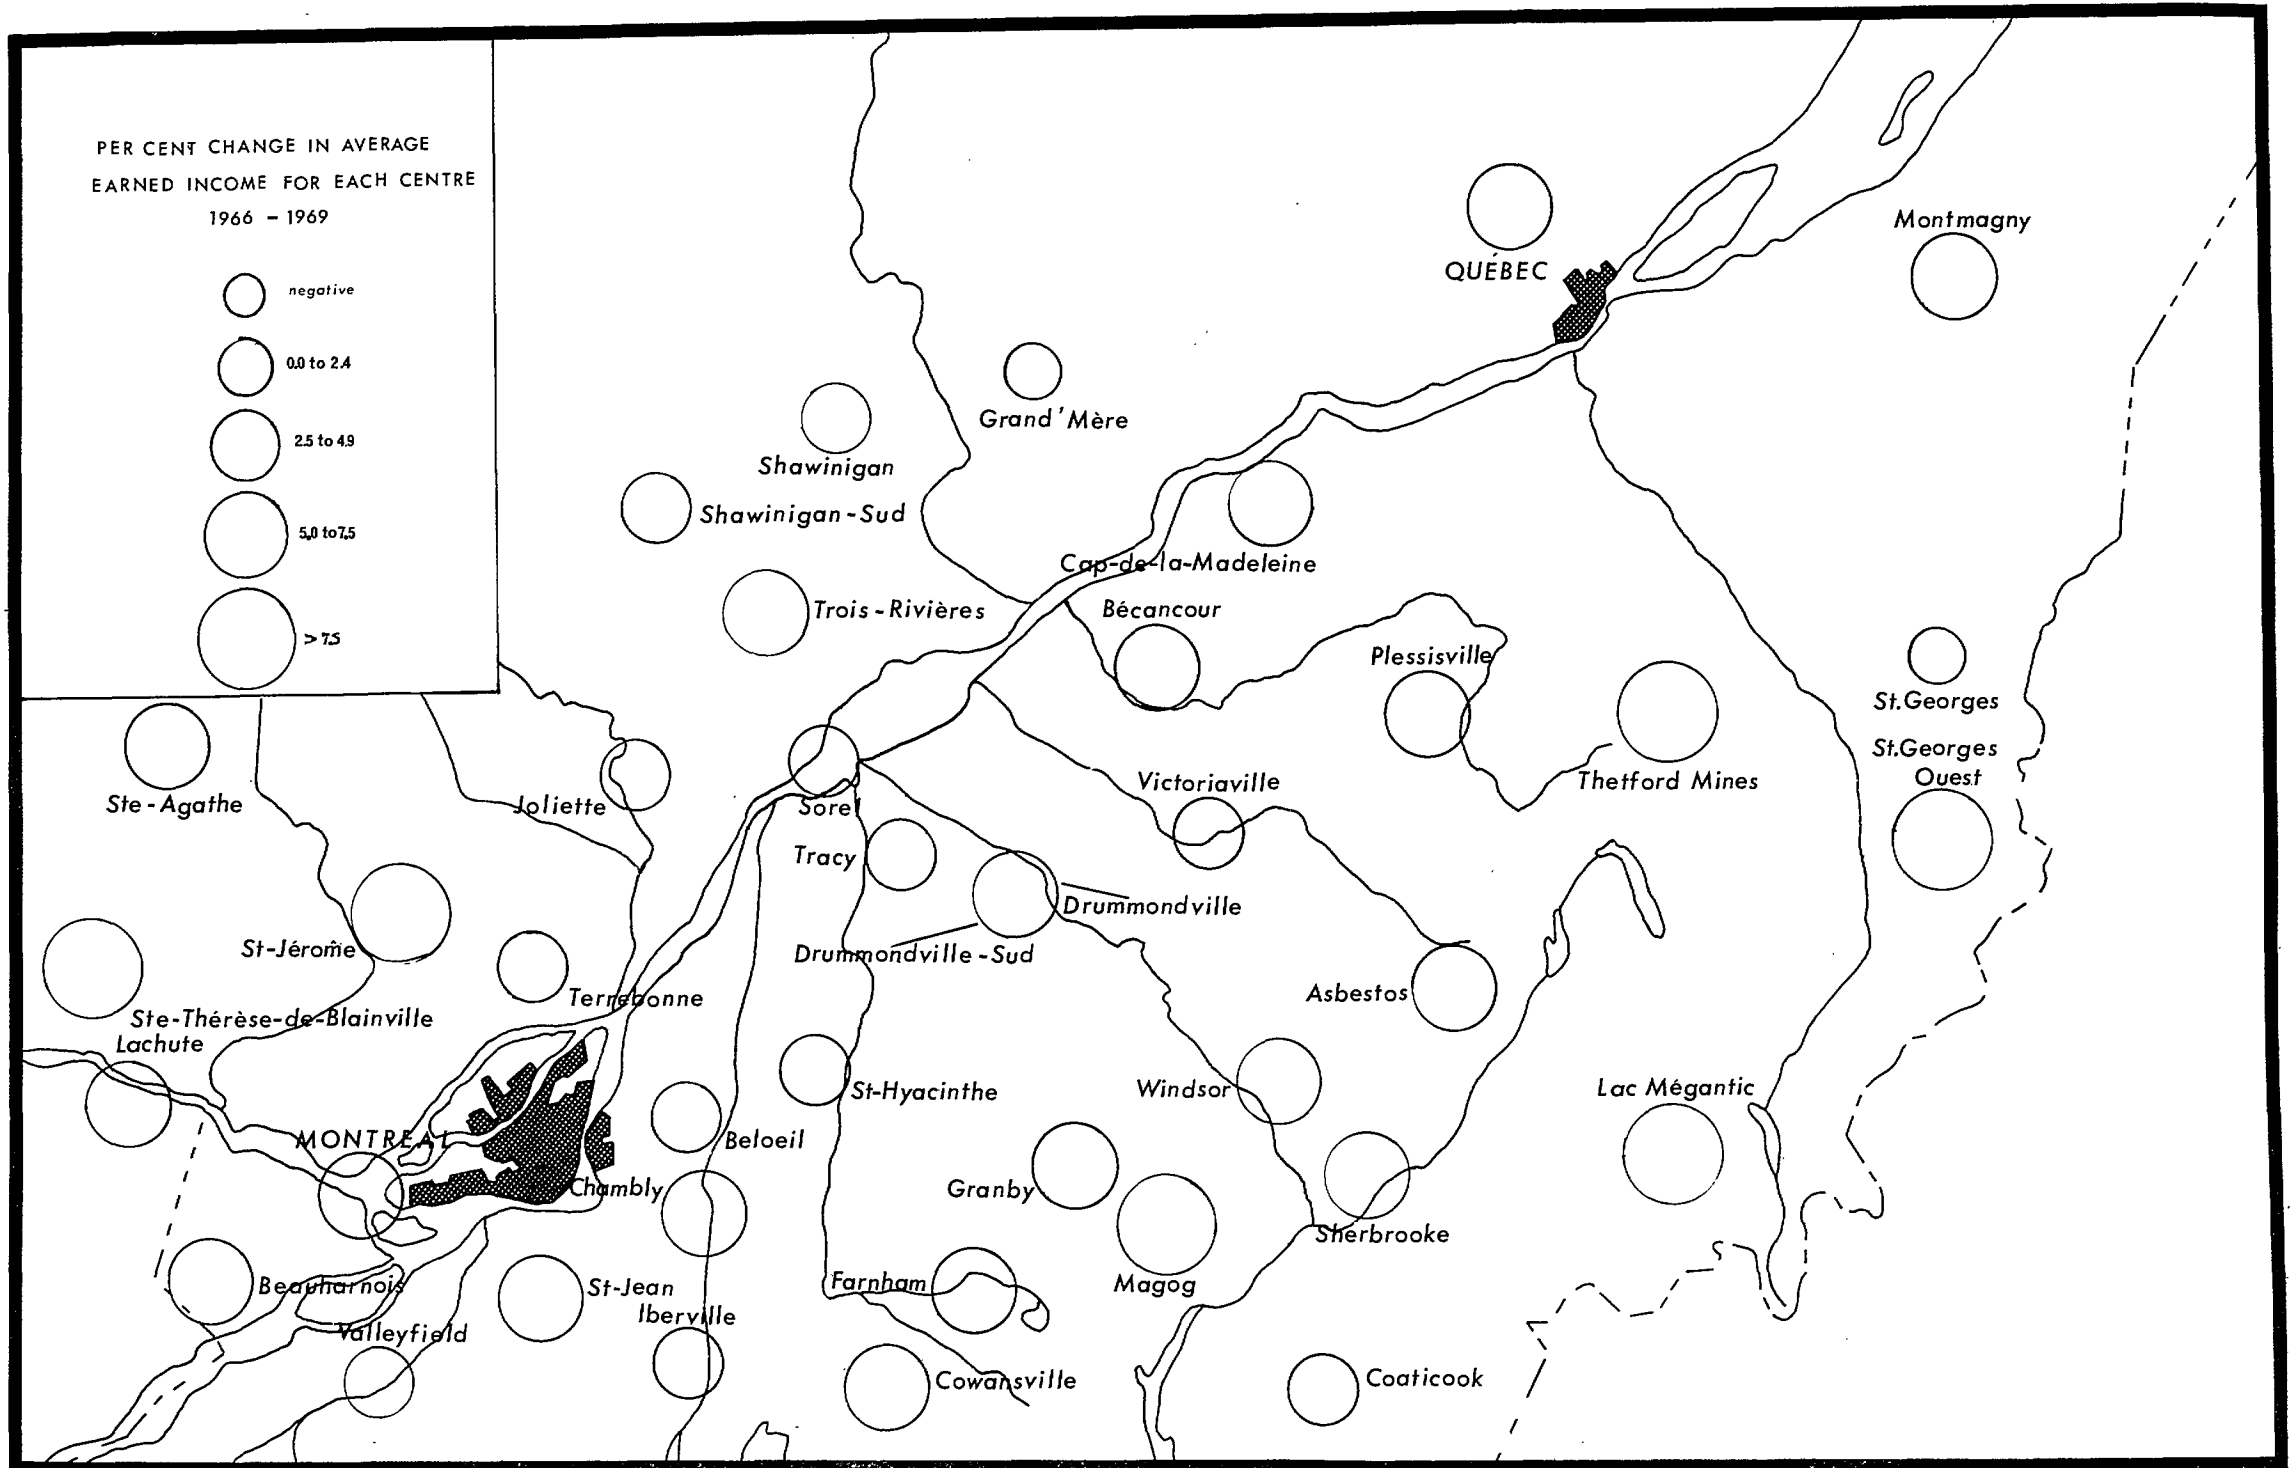 PER CENT CHANGE IN AVERAGE
EARNED INCOME FOR EACH CENTRE
1966 - 1969
negative
0.0 to 2.4
2.5 to 4.9
5.0 to 7.5
> 7.5
QUÉBEC
Montmagny
Grand'Mère
Shawinigan
Shawinigan-Sud
Cap-de-la-Madeleine
Trois-Rivières
Bécancour
Plessisville
St.Georges
St.Georges
Ouest
Thetford Mines
Victoriaville
Ste-Agathe
Joliette
Sorel
Tracy
Drummondville
Drummondville-Sud
St-Jérome
Asbestos
Terrebonne
Ste-Thérèse-de-Blainville
Lachute
St-Hyacinthe
Windsor
Lac Mégantic
MONTREAL
Beloeil
Chambly
Granby
Sherbrooke
Beauharnois
St-Jean
Iberville
Farnham
Magog
Valleyfield
Cowansville
Coaticook